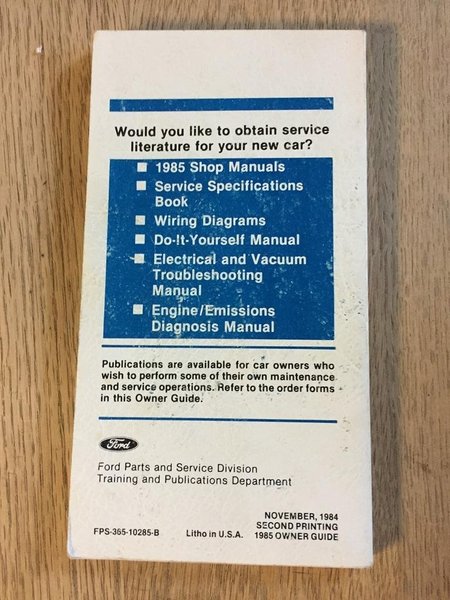 Would you like to obtain service
literature for your new car?
1985 Shop Manuals
Service Specifications
Book
Wiring Diagrams
Do-It-Yourself Manual
Electrical and Vacuum
Troubleshooting
Manual
Engine/Emissions
Diagnosis Manual
Publications are available for car owners who
wish to perform some of their own maintenance
and service operations. Refer to the order forms
in this Owner Guide.
Ford
Ford Parts and Service Division
Training and Publications Department
NOVEMBER, 1984
SECOND PRINTING
FPS-365-10285-B Litho in U.S.A. 1985 OWNER GUIDE